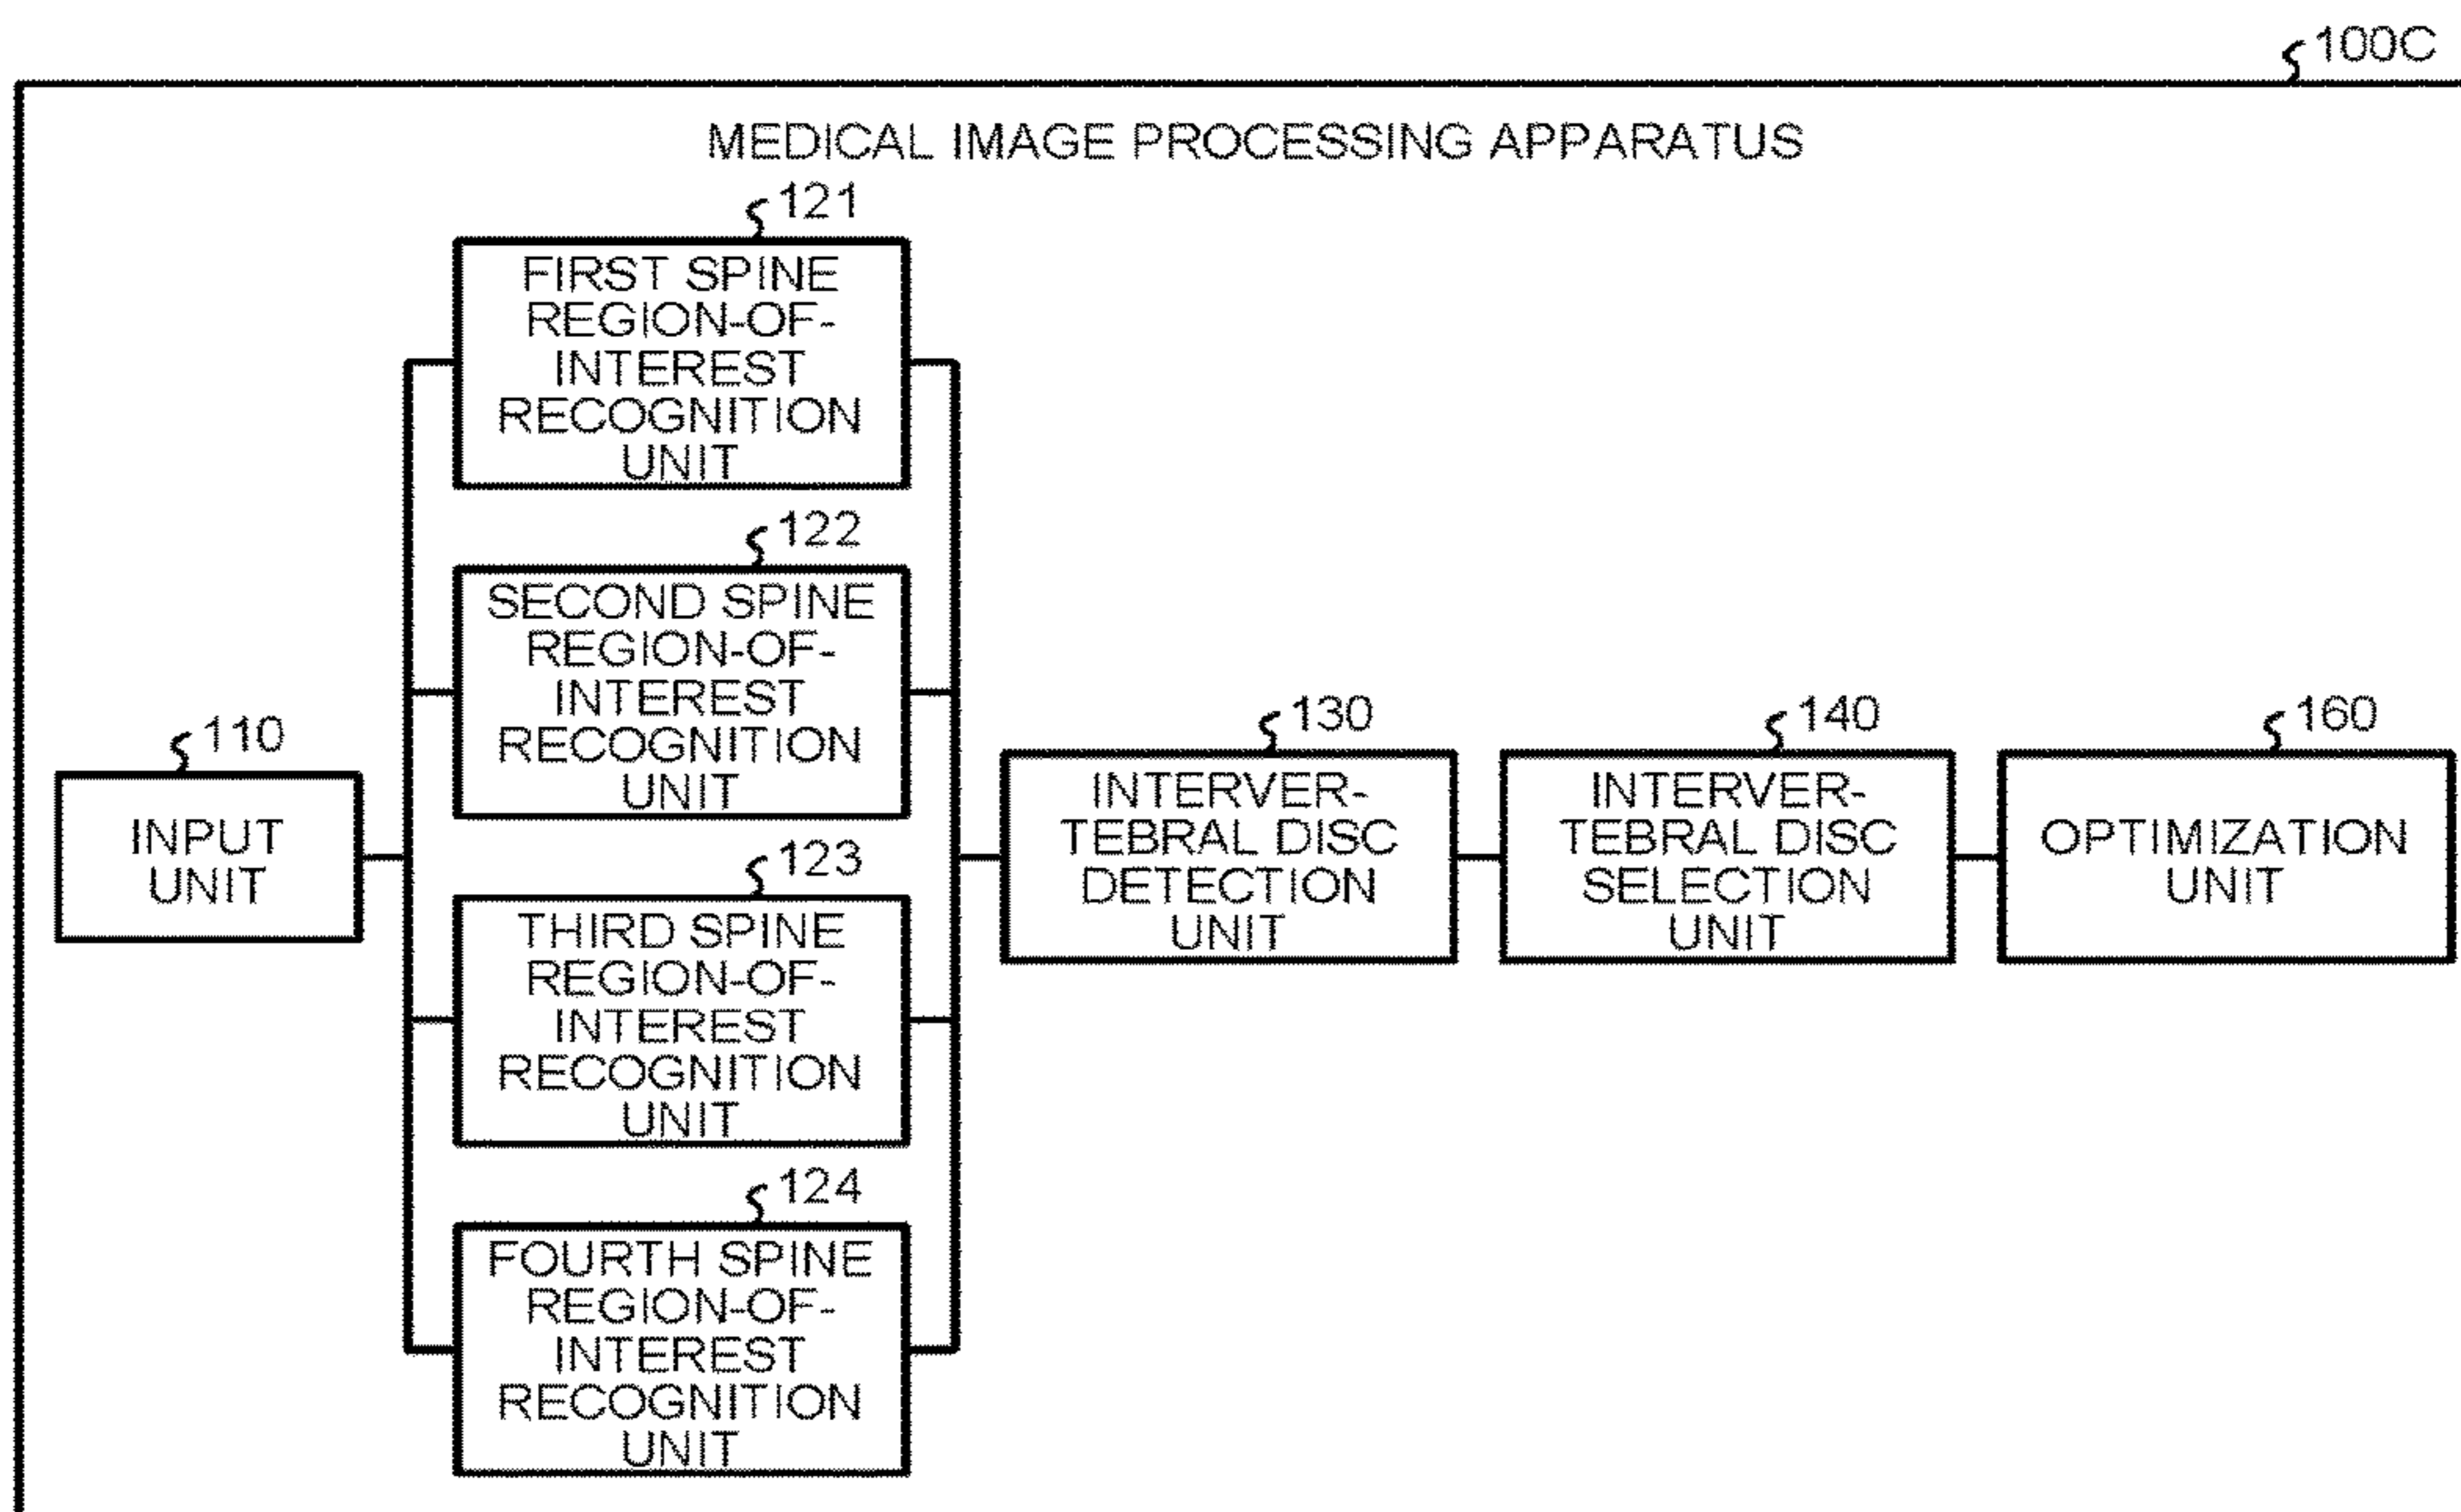 100C
MEDICAL IMAGE PROCESSING APPARATUS
121
FIRST SPINE
REGION-OF-
INTEREST
RECOGNITION
UNIT
122
SECOND SPINE
REGION-OF-
INTEREST
RECOGNITION
UNIT
110
INPUT
UNIT
123
THIRD SPINE
REGION-OF-
INTEREST
RECOGNITION
UNIT
124
FOURTH SPINE
REGION-OF-
INTEREST
RECOGNITION
UNIT
130
INTERVER-
TEBRAL DISC
DETECTION
UNIT
140
INTERVER-
TEBRAL DISC
SELECTION
UNIT
160
OPTIMIZATION
UNIT